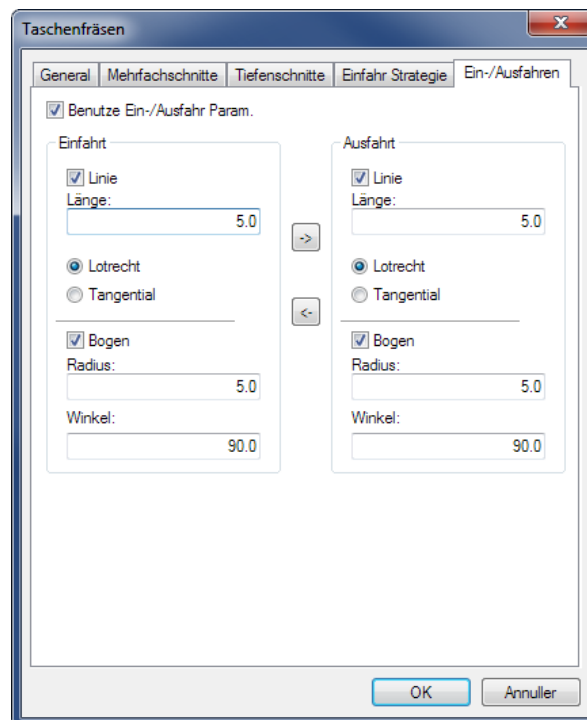 Taschenfräsen
General Mehrfachschnitte Tiefenschnitte Einfahr Strategie Ein-/Ausfahren
Benutze Ein-/Ausfahr Param.
Einfahrt
Linie
Länge:
5.0
Lotrecht
Tangential
Bogen
Radius:
5.0
Winkel:
90.0
->
<-
Ausfahrt
Linie
Länge:
5.0
Lotrecht
Tangential
Bogen
Radius:
5.0
Winkel:
90.0
OK Annuller